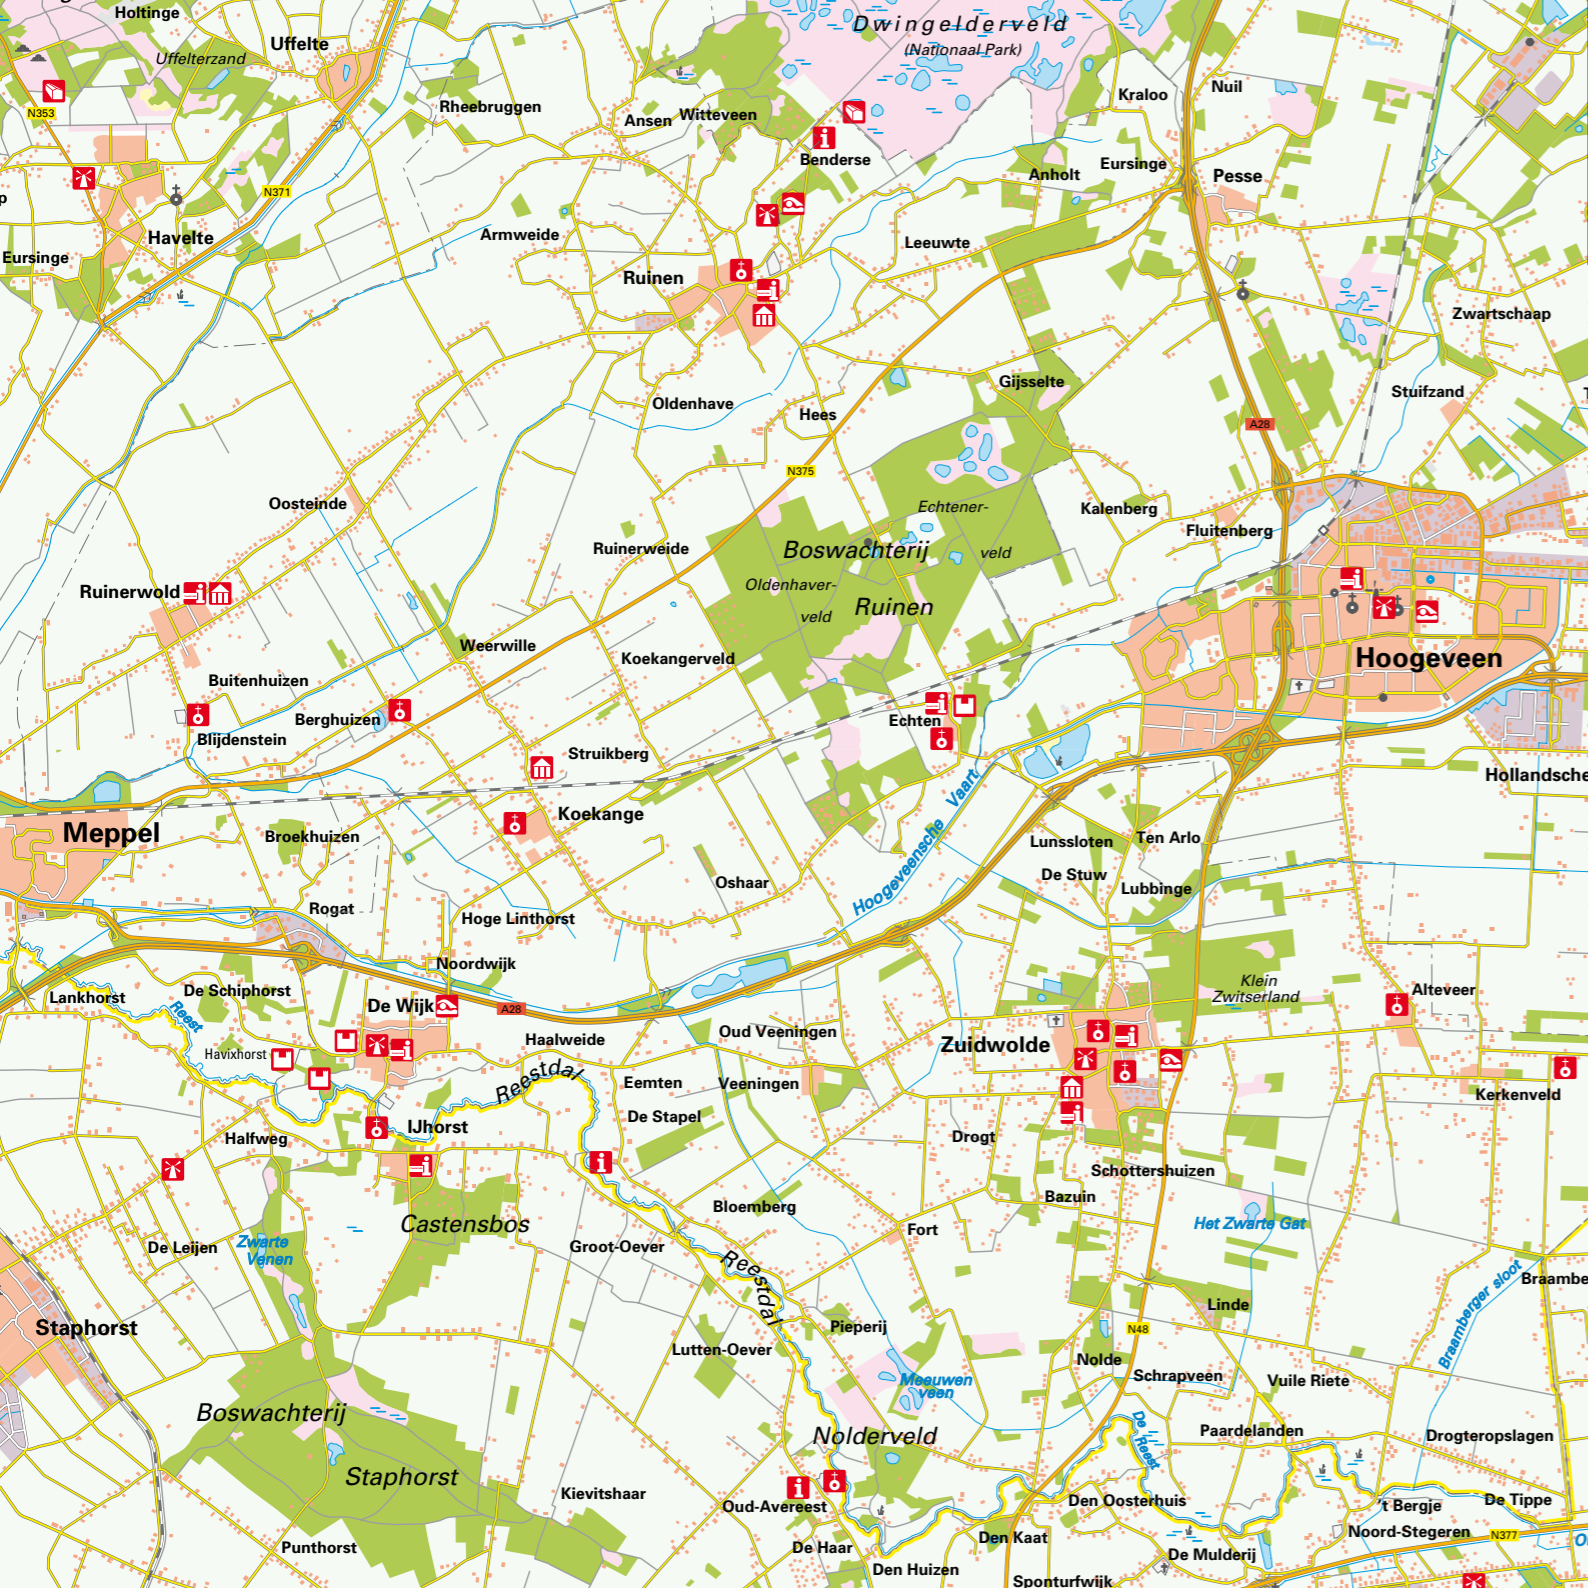 Holtinge
Uffelte
Uffelterzand
Dwingelderveld
(Nationaal Park)
N353
Rheebruggen
Ansen
Witteveen
Kraloo
Nuil
Benderse
Anholt
Eursinge
Pesse
N371
p
Havelte
Eursinge
Armweide
Leeuwte
Ruinen
Zwartschaap
Gijsselte
Stuifzand
Oldenhave
Hees
A28
N375
Oosteinde
Echtener-
veld
Kalenberg
Fluitenberg
Ruinerweide
Boswachterij
Ruinen
Oldenhaver-
veld
Ruinerwold
Weerwille
Koekangerveld
Hoogeveen
Buitenhuizen
Berghuizen
Blijdenstein
Echten
Struikberg
Hollandsche
Hoogeveensche Vaart
Koekange
Meppel
Broekhuizen
Lunssloten
Ten Arlo
De Stuw
Lubbinge
Oshaar
Rogat
Hoge Linthorst
Noordwijk
Klein
Zwitserland
Lankhorst
De Schiphorst
De Wijk
A28
Alteveer
Reest
Havixhorst
Haalweide
Oud Veeningen
Zuidwolde
Reestdal
Eemten
Veeningen
Kerkenveld
De Stapel
IJhorst
Halfweg
Drogt
Schottershuizen
Bazuin
Bloemberg
Castensbos
Het Zwarte Gat
Fort
De Leijen
Zwarte
Venen
Groot-Oever
Reestdal
Braambe
Braamberger sloot
Linde
Staphorst
Pieperij
N48
Lutten-Oever
Nolde
Schrapveen
Vuile Riete
Meeuwen
veen
Boswachterij
Staphorst
Nolderveld
De Reest
Paardelanden
Drogteropslagen
Kievitshaar
Oud-Avereest
Den Oosterhuis
't Bergje
De Tippe
Noord-Stegeren
N377
Punthorst
De Haar
Den Kaat
De Mulderij
Den Huizen
Sponturfwijk